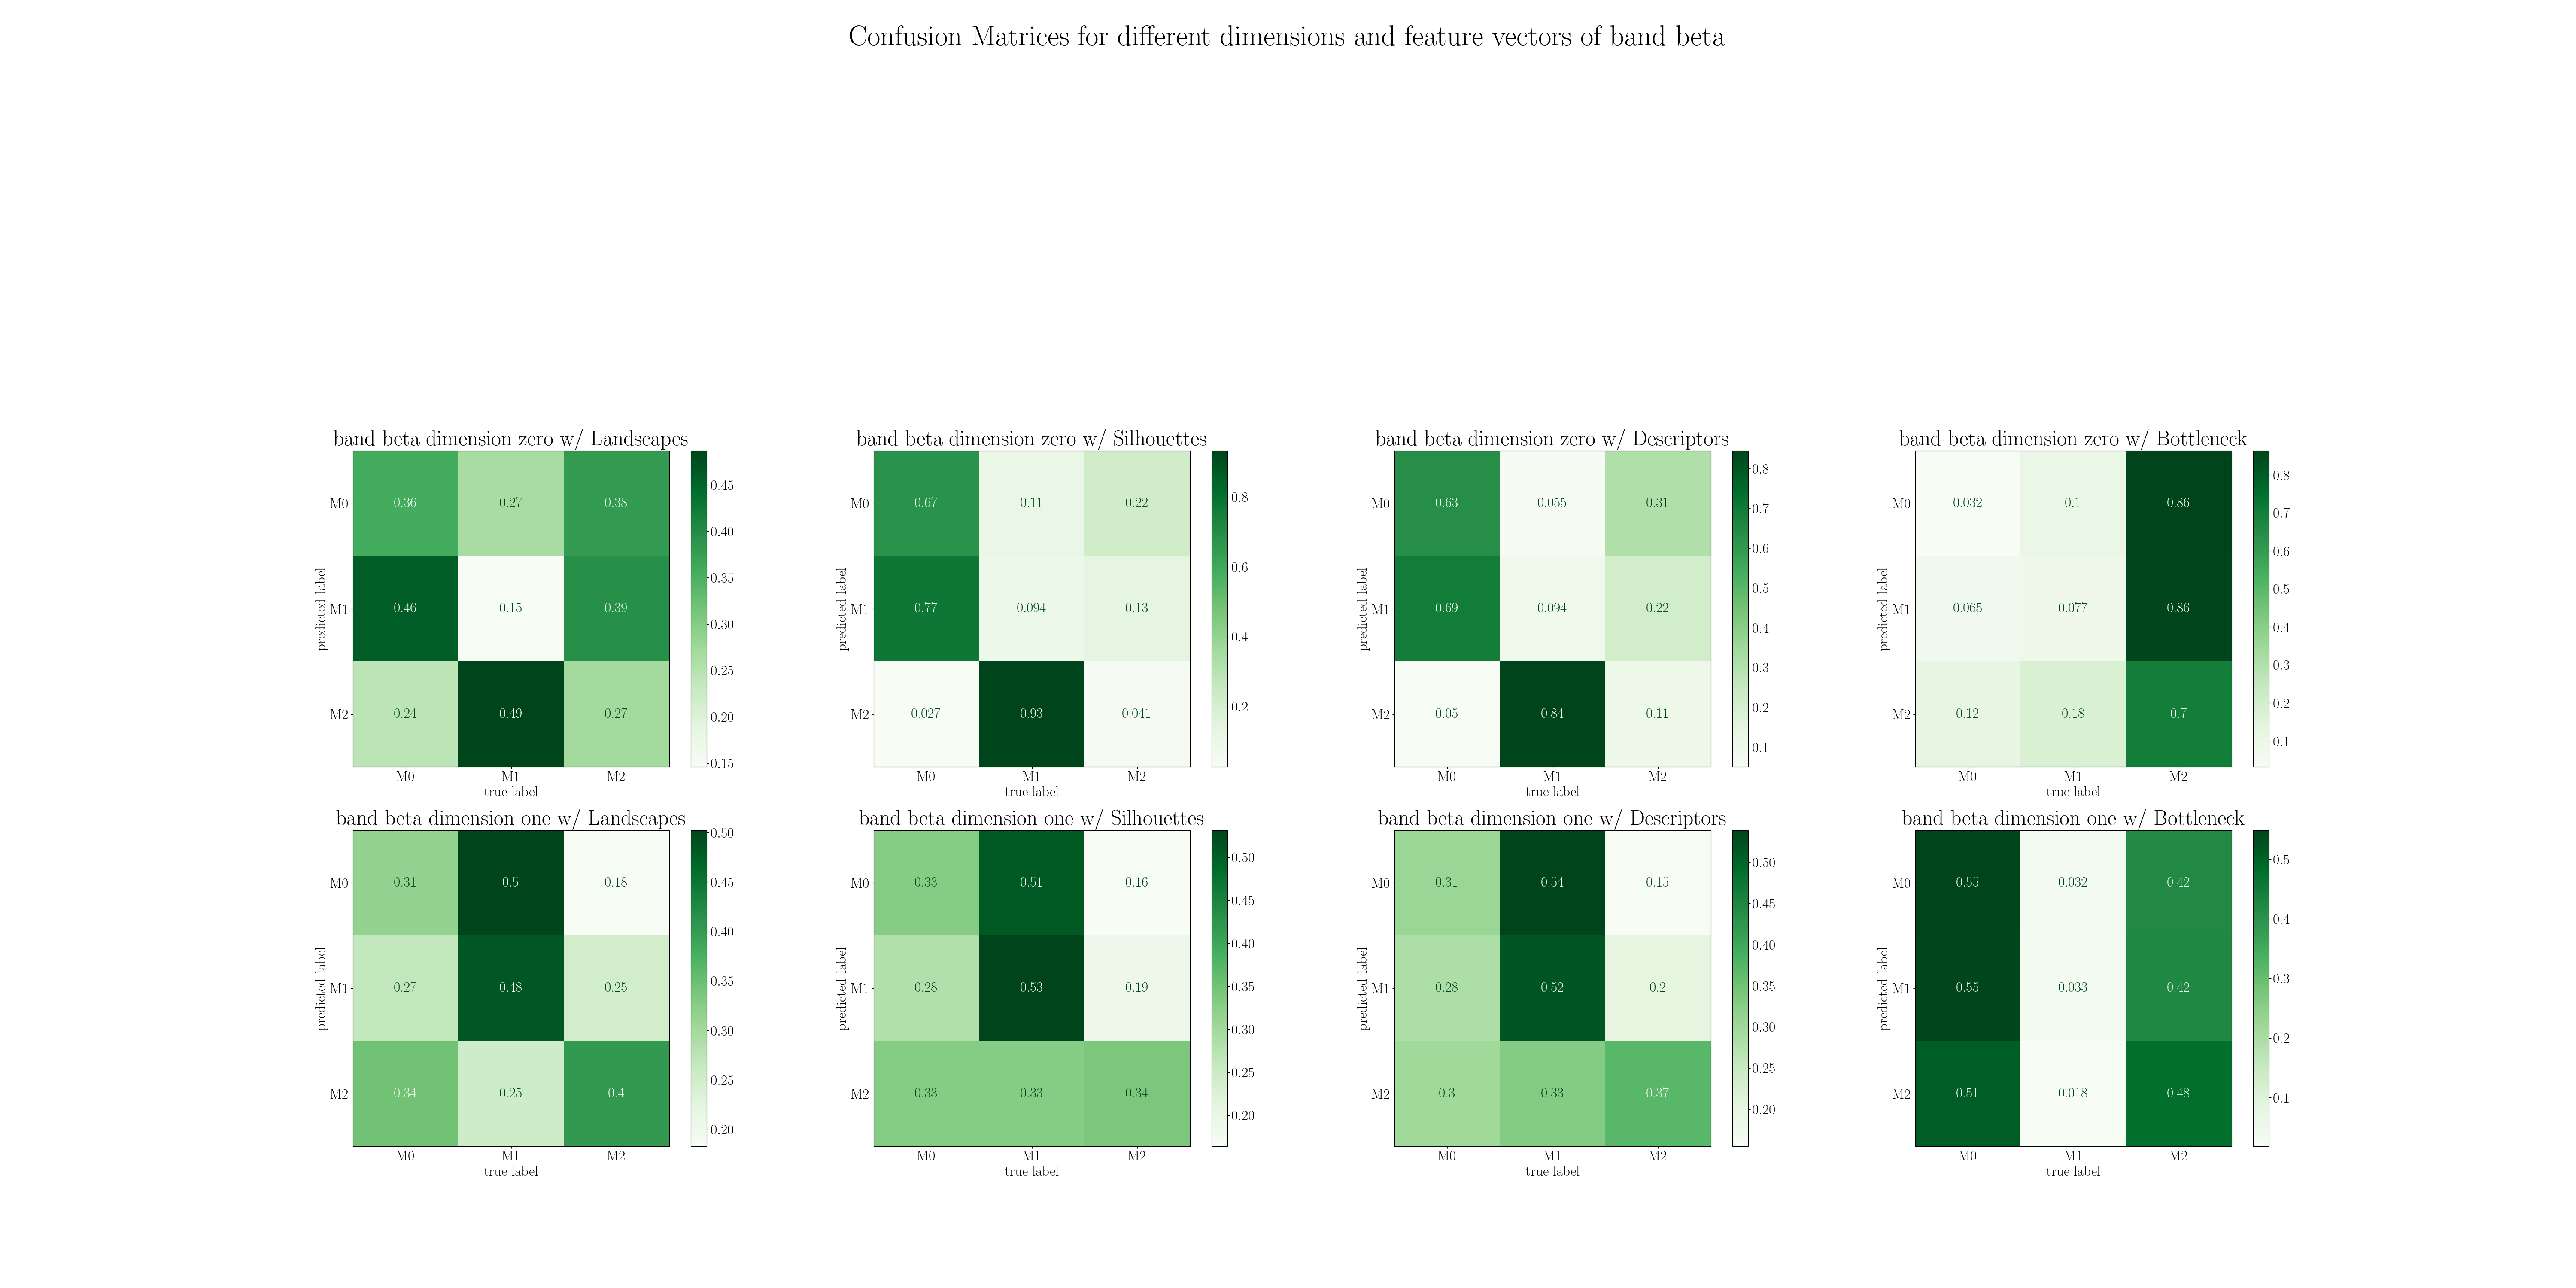 Confusion Matrices for different dimensions and feature vectors of band beta
band beta dimension zero w/ Landscapes
predicted label
M0 0.36 0.27 0.38
M1 0.46 0.15 0.39
M2 0.24 0.49 0.27
M0 M1 M2
true label
0.45
0.40
0.35
0.30
0.25
0.20
0.15
band beta dimension zero w/ Silhouettes
predicted label
M0 0.67 0.11 0.22
M1 0.77 0.094 0.13
M2 0.027 0.93 0.041
M0 M1 M2
true label
0.8
0.6
0.4
0.2
band beta dimension zero w/ Descriptors
predicted label
M0 0.63 0.055 0.31
M1 0.69 0.094 0.22
M2 0.05 0.84 0.11
M0 M1 M2
true label
0.8
0.7
0.6
0.5
0.4
0.3
0.2
0.1
band beta dimension zero w/ Bottleneck
predicted label
M0 0.032 0.1 0.86
M1 0.065 0.077 0.86
M2 0.12 0.18 0.7
M0 M1 M2
true label
0.8
0.7
0.6
0.5
0.4
0.3
0.2
0.1
band beta dimension one w/ Landscapes
predicted label
M0 0.31 0.5 0.18
M1 0.27 0.48 0.25
M2 0.34 0.25 0.4
M0 M1 M2
true label
0.50
0.45
0.40
0.35
0.30
0.25
0.20
band beta dimension one w/ Silhouettes
predicted label
M0 0.33 0.51 0.16
M1 0.28 0.53 0.19
M2 0.33 0.33 0.34
M0 M1 M2
true label
0.50
0.45
0.40
0.35
0.30
0.25
0.20
band beta dimension one w/ Descriptors
predicted label
M0 0.31 0.54 0.15
M1 0.28 0.52 0.2
M2 0.3 0.33 0.37
M0 M1 M2
true label
0.50
0.45
0.40
0.35
0.30
0.25
0.20
band beta dimension one w/ Bottleneck
predicted label
M0 0.55 0.032 0.42
M1 0.55 0.033 0.42
M2 0.51 0.018 0.48
M0 M1 M2
true label
0.5
0.4
0.3
0.2
0.1